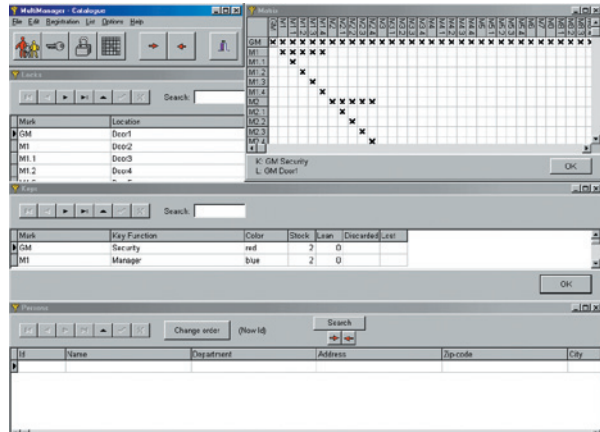 MultiManager - Catalogue
File Edit Registration List Options Help
Locks
Search:
Mark Location
GM Door1
M1 Door2
M1.1 Door3
M1.2 Door4
Matrix
GM
M1
M1.1
M1.2
M1.3
M1.4
M2
M2.1
M2.2
M2.3
M2.4
K: GM Security
L: GM Door1
OK
Keys
Search:
Mark Key Function Color Stock Loan Discarded Lost
GM Security red 2 0
M1 Manager blue 2 0
OK
Persons
Change order (Now Id) Search
Id Name Department Address Zip-code City